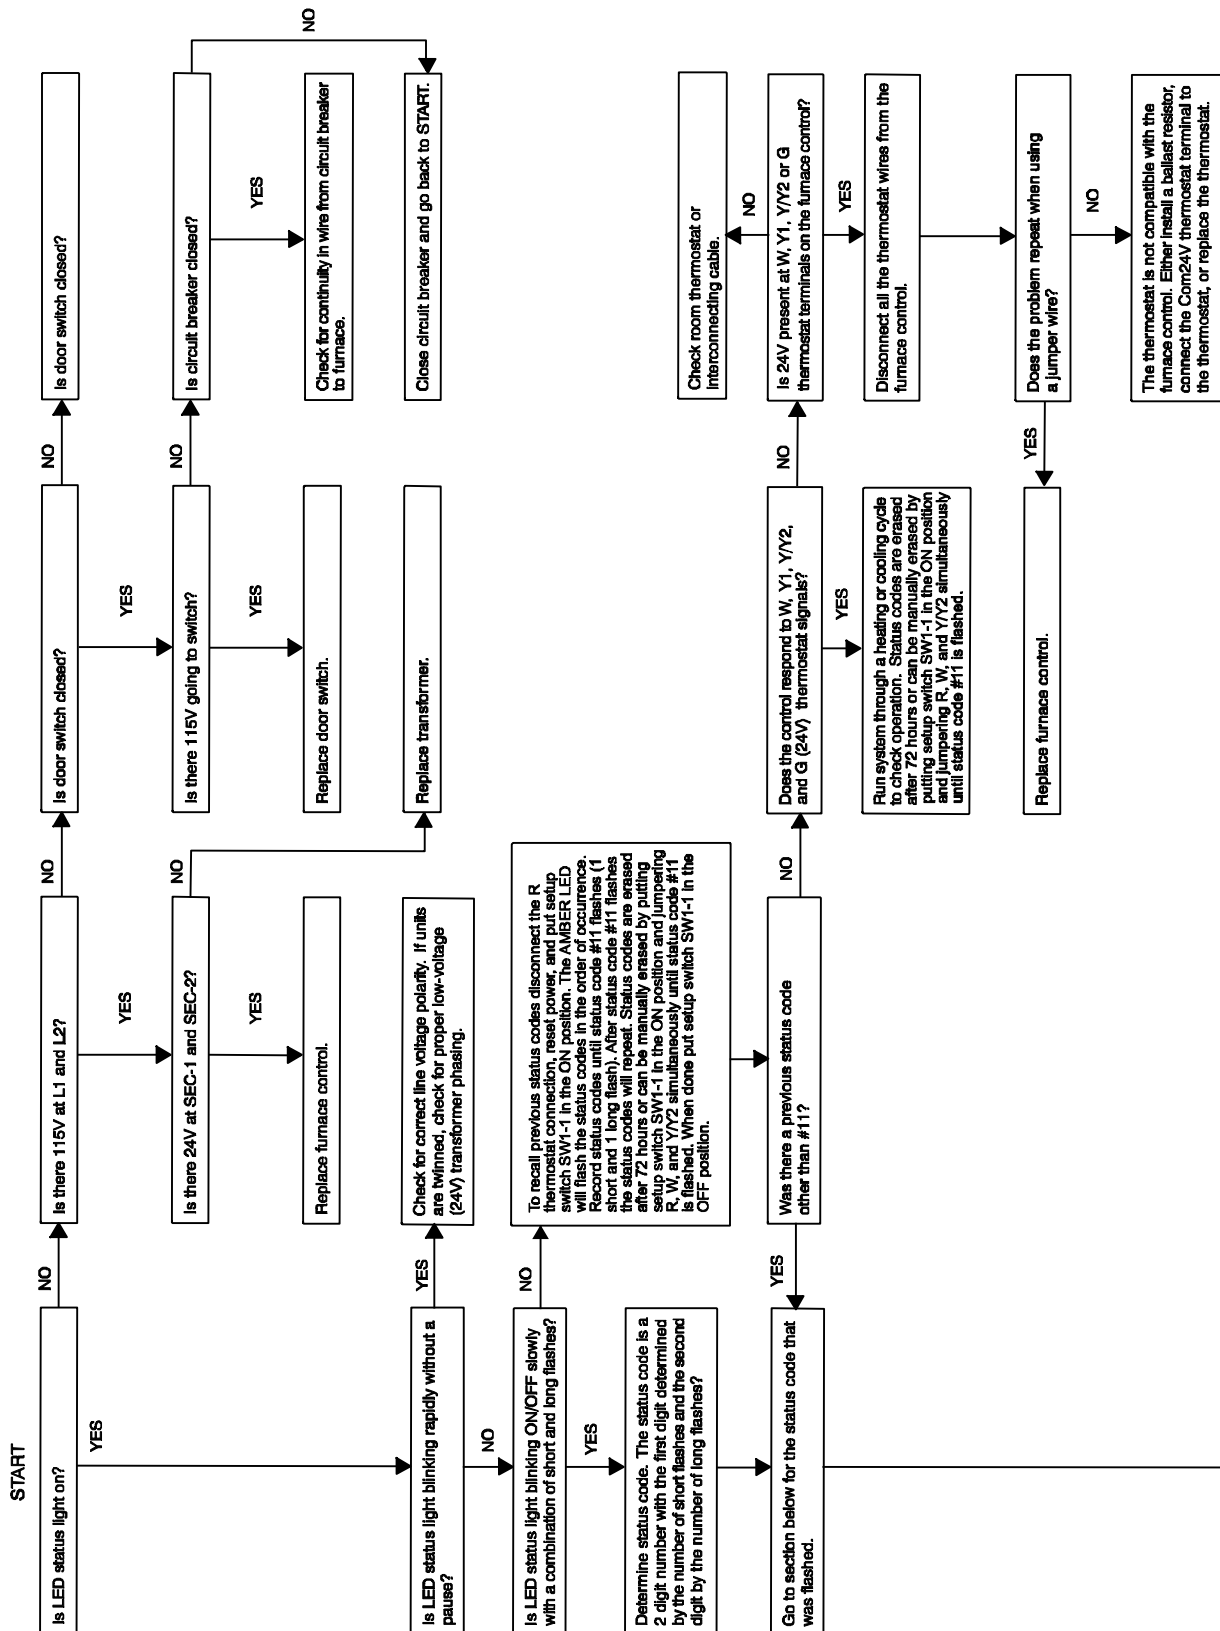 START
Is LED status light on?
NO
YES
Is there 115V at L1 and L2?
NO
YES
Is door switch closed?
NO
YES
Is door switch closed?
Is there 24V at SEC-1 and SEC-2?
NO
YES
Is there 115V going to switch?
NO
YES
Is circuit breaker closed?
NO
YES
Replace furnace control.
Replace door switch.
Check for continuity in wire from circuit breaker
to furnace.
Replace transformer.
Close circuit breaker and go back to START.
Is LED status light blinking rapidly without a
pause?
YES
NO
Check for correct line voltage polarity. If units
are twinned, check for proper low-voltage
(24V) transformer phasing.
Is LED status light blinking ON/OFF slowly
with a combination of short and long flashes?
NO
YES
To recall previous status codes disconnect the R
thermostat connection, reset power, and put setup
switch SW1-1 in the ON position. The AMBER LED
will flash the status codes in the order of occurrence.
Record status codes until status code #11 flashes (1
short and 1 long flash). After status code #11 flashes
the status codes will repeat. Status codes are erased
after 72 hours or can be manually erased by putting
setup switch SW1-1 in the ON position and jumpering
R, W, and Y/Y2 simultaneously until status code #11
is flashed. When done put setup switch SW1-1 in the
OFF position.
Determine status code. The status code is a
2 digit number with the first digit determined
by the number of short flashes and the second
digit by the number of long flashes?
Go to section below for the status code that
was flashed.
YES
Was there a previous status code
other than #11?
NO
Does the control respond to W, Y1, Y/Y2,
and G (24V) thermostat signals?
NO
YES
Is 24V present at W, Y1, Y/Y2 or G
thermostat terminals on the furnace control?
NO
YES
Check room thermostat or
interconnecting cable.
Run system through a heating or cooling cycle
to check operation. Status codes are erased
after 72 hours or can be manually erased by
putting setup switch SW1-1 in the ON position
and jumpering R, W, and Y/Y2 simultaneously
until status code #11 is flashed.
Disconnect all the thermostat wires from the
furnace control.
Does the problem repeat when using
a jumper wire?
YES
NO
Replace furnace control.
The thermostat is not compatible with the
furnace control. Either install a ballast resistor,
connect the Com24V thermostat terminal to
the thermostat, or replace the thermostat.